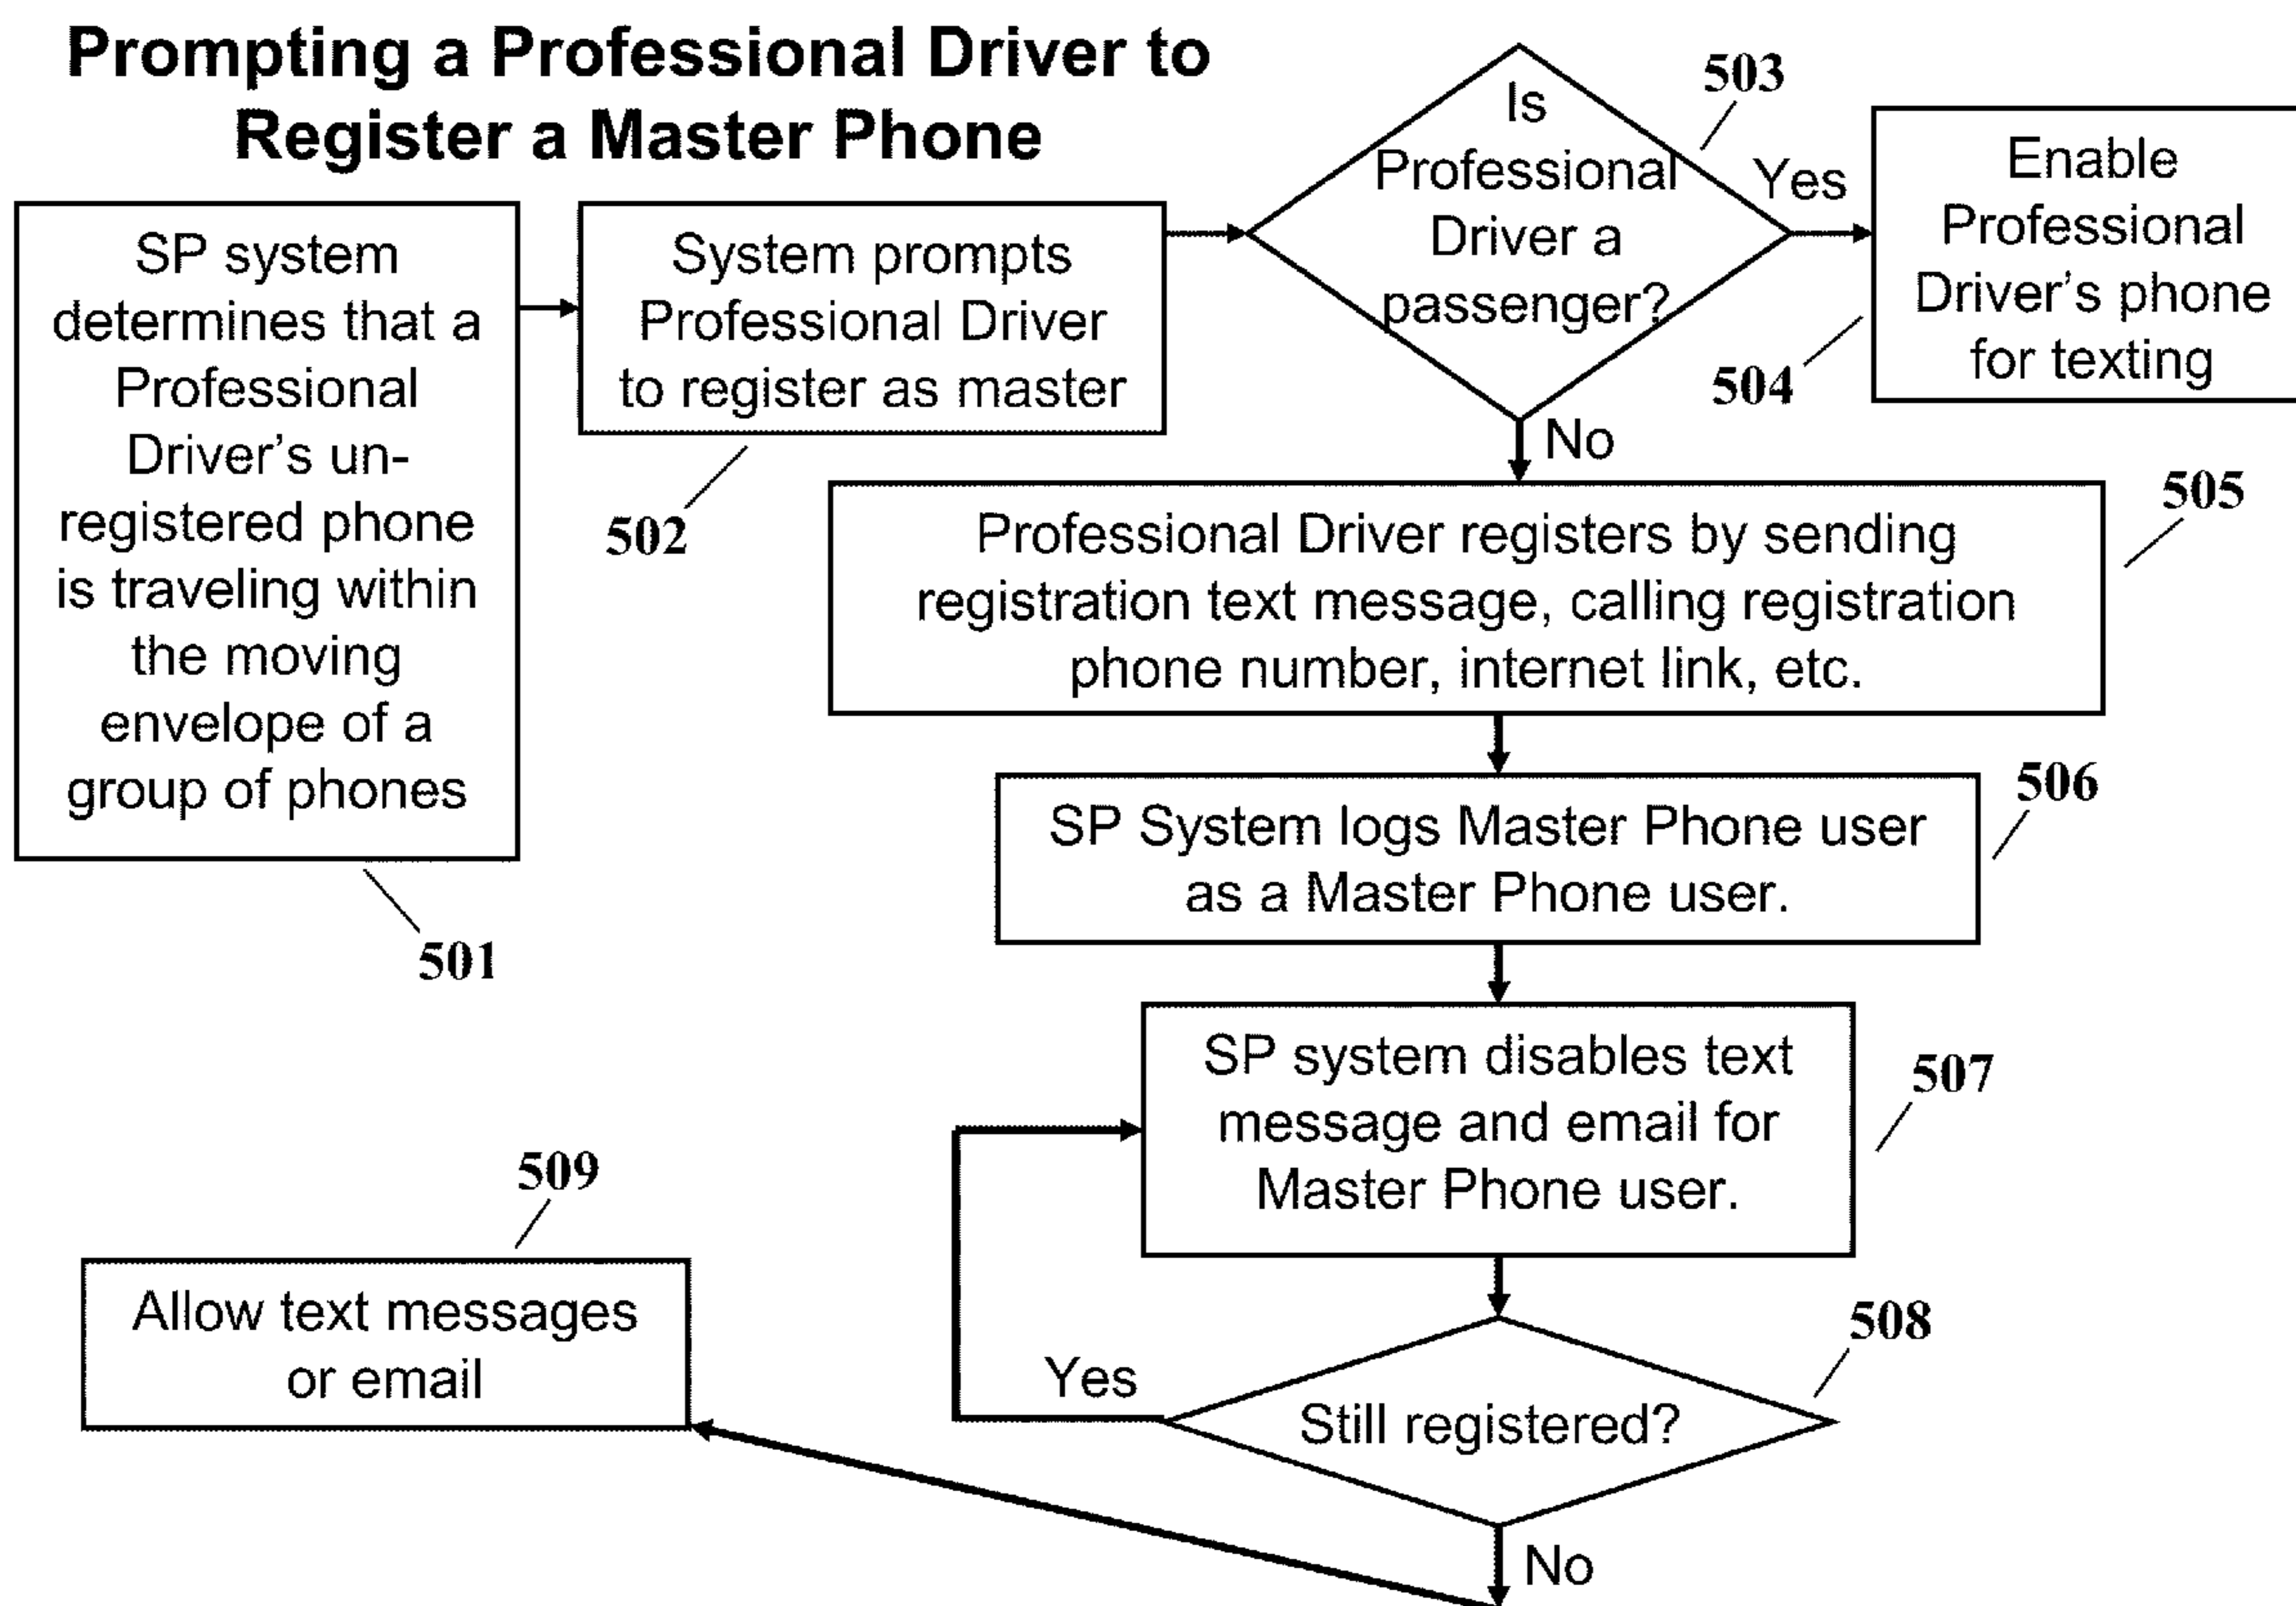 Prompting a Professional Driver to
Register a Master Phone
SP system
determines that a
Professional
Driver's un-
registered phone
is traveling within
the moving
envelope of a
group of phones
501
System prompts
Professional Driver
to register as master
502
Is
Professional
Driver a
passenger?
503
Yes
Enable
Professional
Driver's phone
for texting
504
No
Professional Driver registers by sending
registration text message, calling registration
phone number, internet link, etc.
505
SP System logs Master Phone user
as a Master Phone user.
506
SP system disables text
message and email for
Master Phone user.
507
Still registered?
508
Yes
No
Allow text messages
or email
509